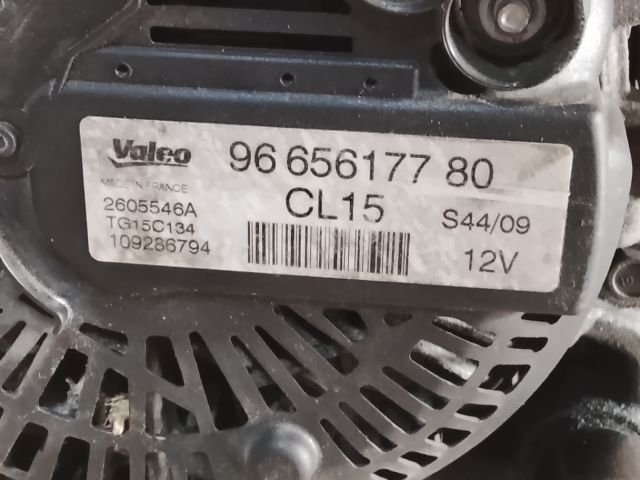 Valeo
96 656177 80
MADE IN FRANCE
CL15
2605546A
S44/09
TG15C134
109286794
12V